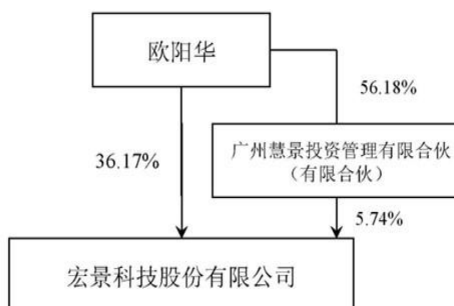 欧阳华
56.18%
36.17%
广州慧景投资管理有限合伙
（有限合伙）
5.74%
宏景科技股份有限公司